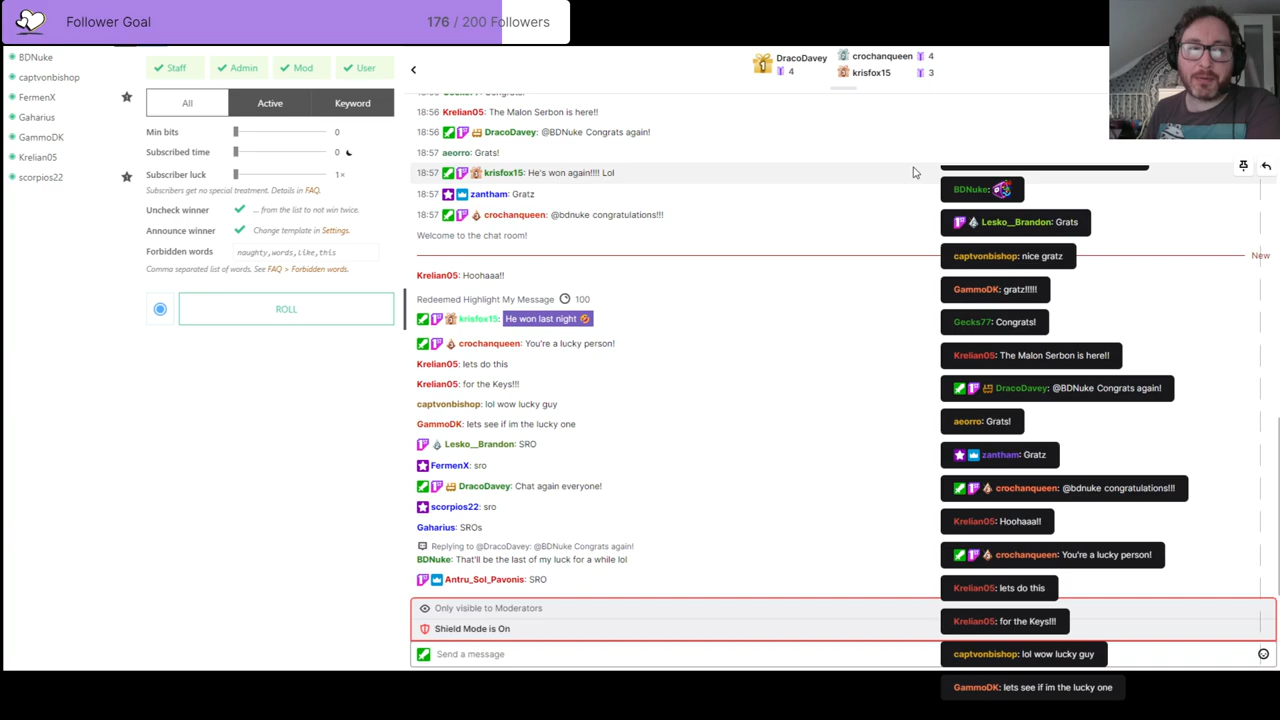 Follower Goal
176 / 200 Followers
BDNuke
captvonbishop
FermenX
Gaharius
GammoDK
Krelian05
scorpios22
Staff
Admin
Mod
User
All
Active
Keyword
Min bits
0
Subscribed time
0
Subscriber luck
1×
Subscribers get no special treatment. Details in FAQ.
Uncheck winner
... from the list to not win twice.
Announce winner
Change template in Settings.
Forbidden words
naughty,words,like,this
Comma separated list of words. See FAQ > Forbidden words.
ROLL
1
DracoDavey
4
crochanqueen
4
krisfox15
3
18:56 Krelian05: The Malon Serbon is here!!
18:56 DracoDavey: @BDNuke Congrats again!
18:57 aeorro: Grats!
18:57 krisfox15: He's won again!!!! Lol
18:57 zantham: Gratz
18:57 crochanqueen: @bdnuke congratulations!!!
Welcome to the chat room!
New
Krelian05: Hoohaaa!!
Redeemed Highlight My Message 100
krisfox15: He won last night
crochanqueen: You're a lucky person!
Krelian05: lets do this
Krelian05: for the Keys!!!
captvonbishop: lol wow lucky guy
GammoDK: lets see if im the lucky one
Lesko__Brandon: SRO
FermenX: sro
DracoDavey: Chat again everyone!
scorpios22: sro
Gaharius: SROs
Replying to @DracoDavey: @BDNuke Congrats again!
BDNuke: That'll be the last of my luck for a while lol
Antru_Sol_Pavonis: SRO
Only visible to Moderators
Shield Mode is On
Send a message
BDNuke:
Lesko__Brandon: Grats
captvonbishop: nice gratz
GammoDK: gratz!!!!!
Gecks77: Congrats!
Krelian05: The Malon Serbon is here!!
DracoDavey: @BDNuke Congrats again!
aeorro: Grats!
zantham: Gratz
crochanqueen: @bdnuke congratulations!!!
Krelian05: Hoohaaa!!
crochanqueen: You're a lucky person!
Krelian05: lets do this
Krelian05: for the Keys!!!
captvonbishop: lol wow lucky guy
GammoDK: lets see if im the lucky one